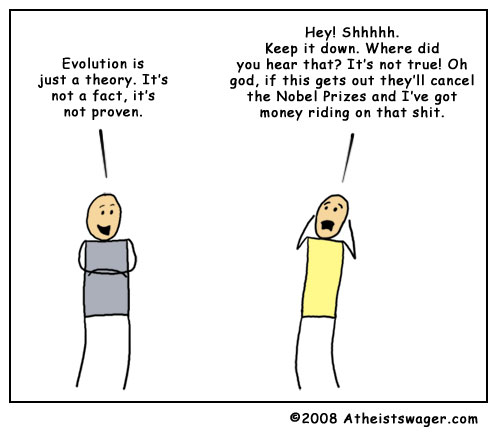 Evolution is
just a theory. It's
not a fact, it's
not proven.
Hey! Shhhhh.
Keep it down. Where did
you hear that? It's not true! Oh
god, if this gets out they'll cancel
the Nobel Prizes and I've got
money riding on that shit.
©2008 Atheistswager.com